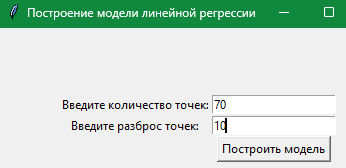 Построение модели линейной регрессии
Введите количество точек: 70
Введите разброс точек: 10
Построить модель